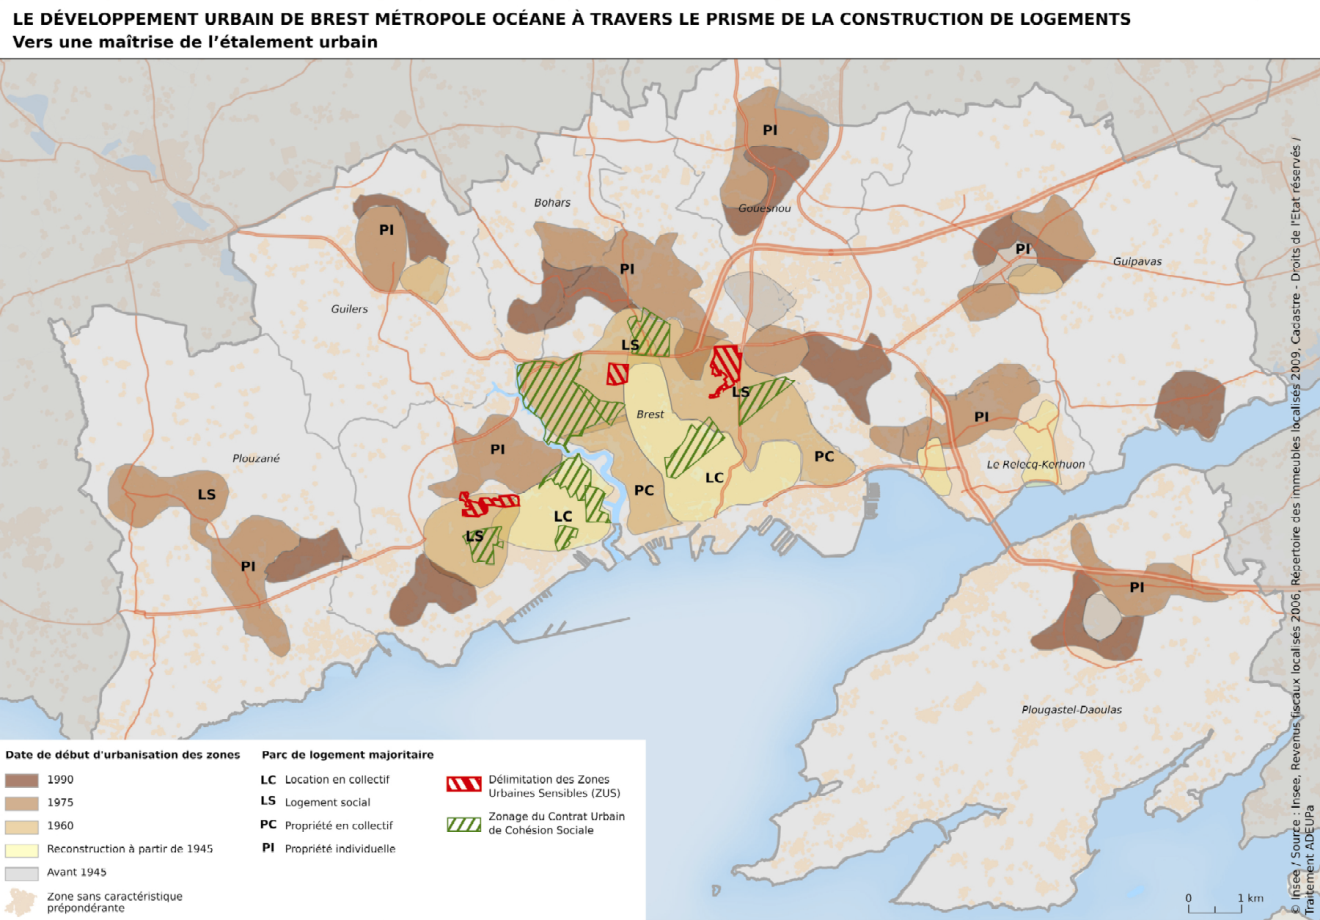 LE DÉVELOPPEMENT URBAIN DE BREST MÉTROPOLE OCÉANE À TRAVERS LE PRISME DE LA CONSTRUCTION DE LOGEMENTS
Vers une maîtrise de l’étalement urbain
PI
Gouesnou
Bohars
PI
PI
PI
Guipavas
Guilers
LS
LS
Brest
PI
Plouzané
PI
PC
Le Relecq-Kerhuon
LC
PC
LS
LC
LS
PI
PI
Plougastel-Daoulas
Date de début d'urbanisation des zones
1990
1975
1960
Reconstruction à partir de 1945
Avant 1945
Zone sans caractéristique
prépondérante
Parc de logement majoritaire
LC Location en collectif
LS Logement social
PC Propriété en collectif
PI Propriété individuelle
Délimitation des Zones
Urbaines Sensibles (ZUS)
Zonage du Contrat Urbain
de Cohésion Sociale
0 1 km
© Insee / Source : Insee, Revenus fiscaux localisés 2006, Répertoire des immeubles localisés 2009, Cadastre - Droits de l'Etat réservés /
Traitement ADEUPa